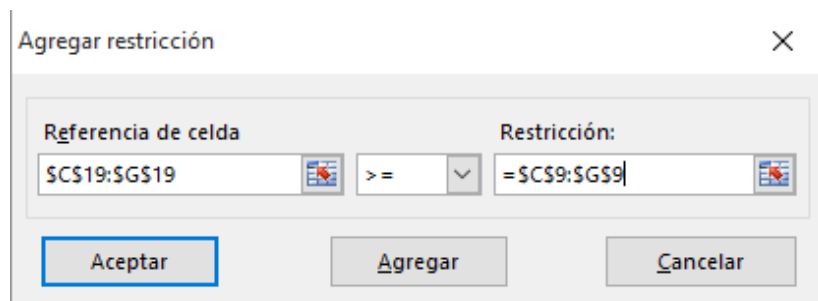 Agregar restricción
Referencia de celda
Restricción:
$C$19:$G$19
>=
=$C$9:$G$9
Aceptar
Agregar
Cancelar